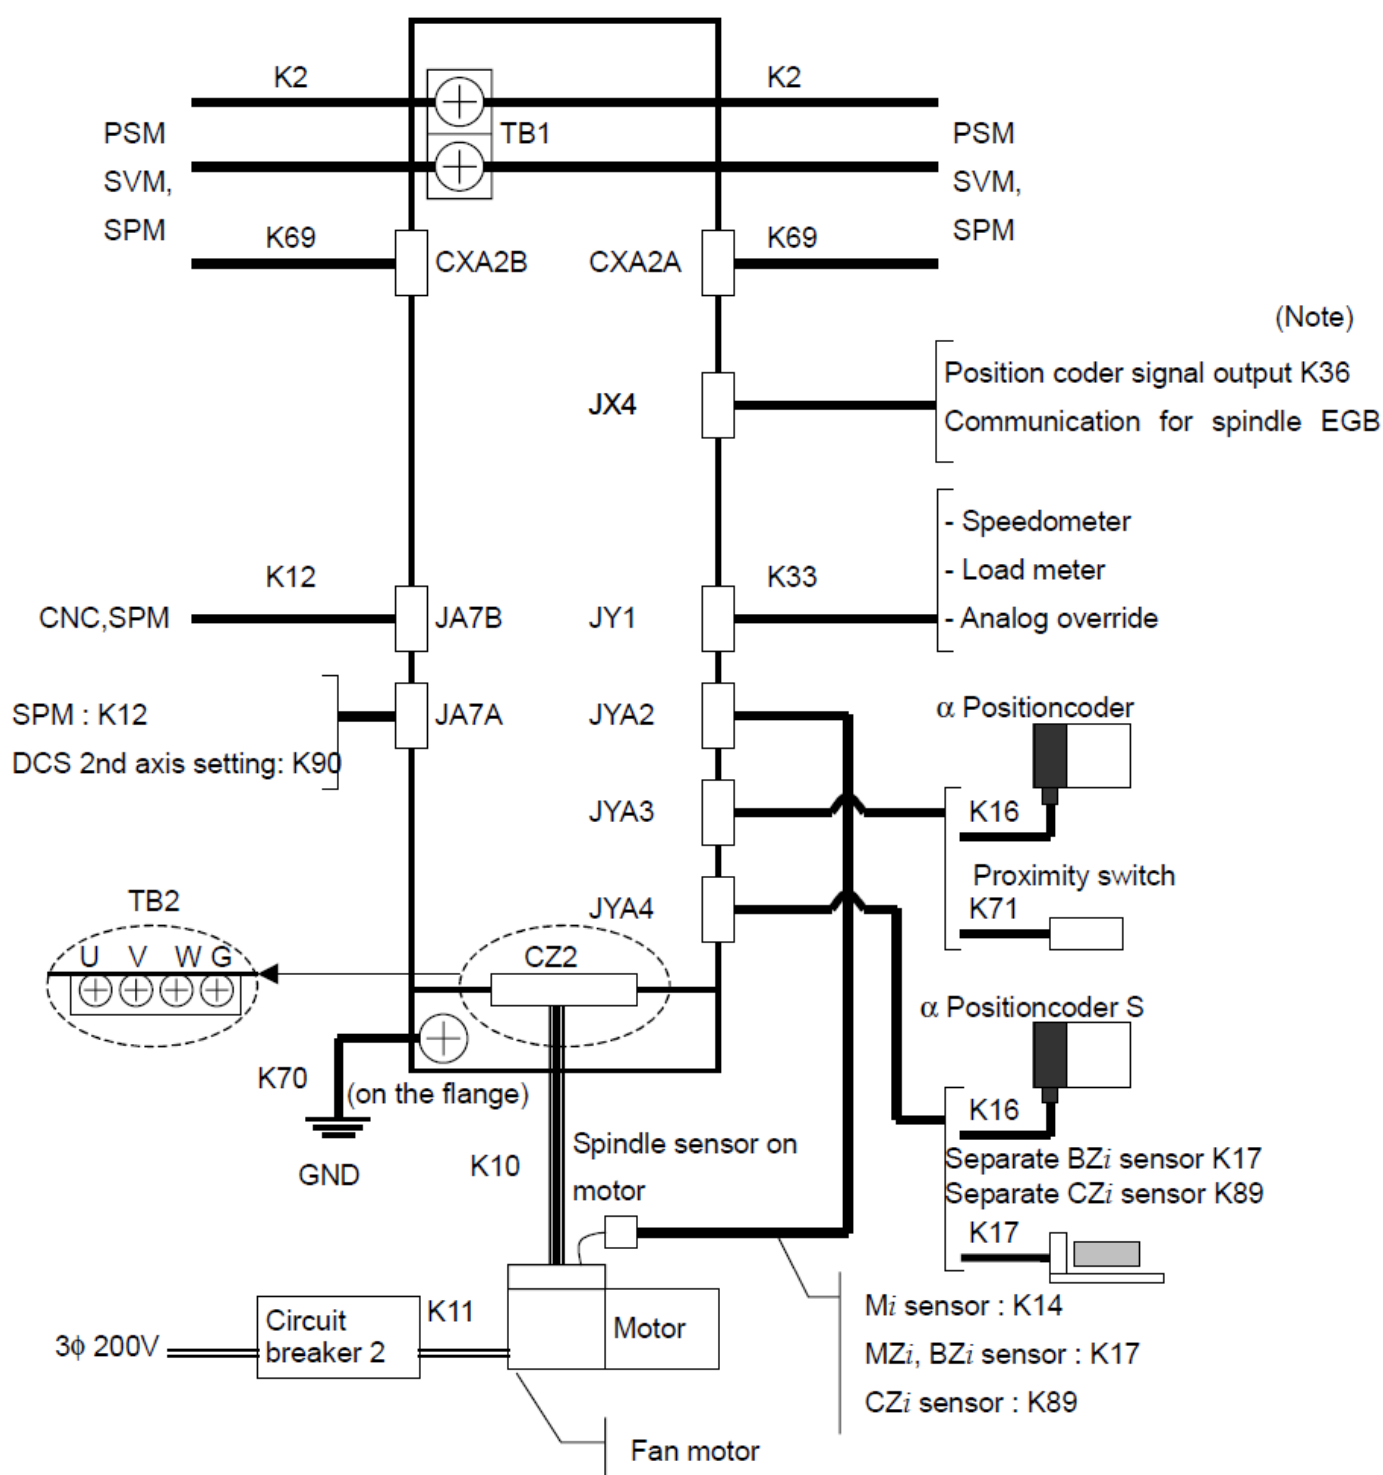 K2
K2
PSM
TB1
PSM
SVM,
SVM,
SPM
SPM
K69
K69
CXA2B
CXA2A
(Note)
JX4
Position coder signal output K36
Communication for spindle EGB
- Speedometer
K12
K33
- Load meter
CNC,SPM
JA7B
JY1
- Analog override
SPM : K12
JA7A
JYA2
α Positioncoder
DCS 2nd axis setting: K90
JYA3
K16
Proximity switch
TB2
JYA4
K71
U V W G
CZ2
α Positioncoder S
K70
(on the flange)
K16
GND
K10
Spindle sensor on
motor
Separate BZi sensor K17
Separate CZi sensor K89
K17
Mi sensor : K14
K11
Circuit
breaker 2
3ϕ 200V
Motor
MZi, BZi sensor : K17
CZi sensor : K89
Fan motor